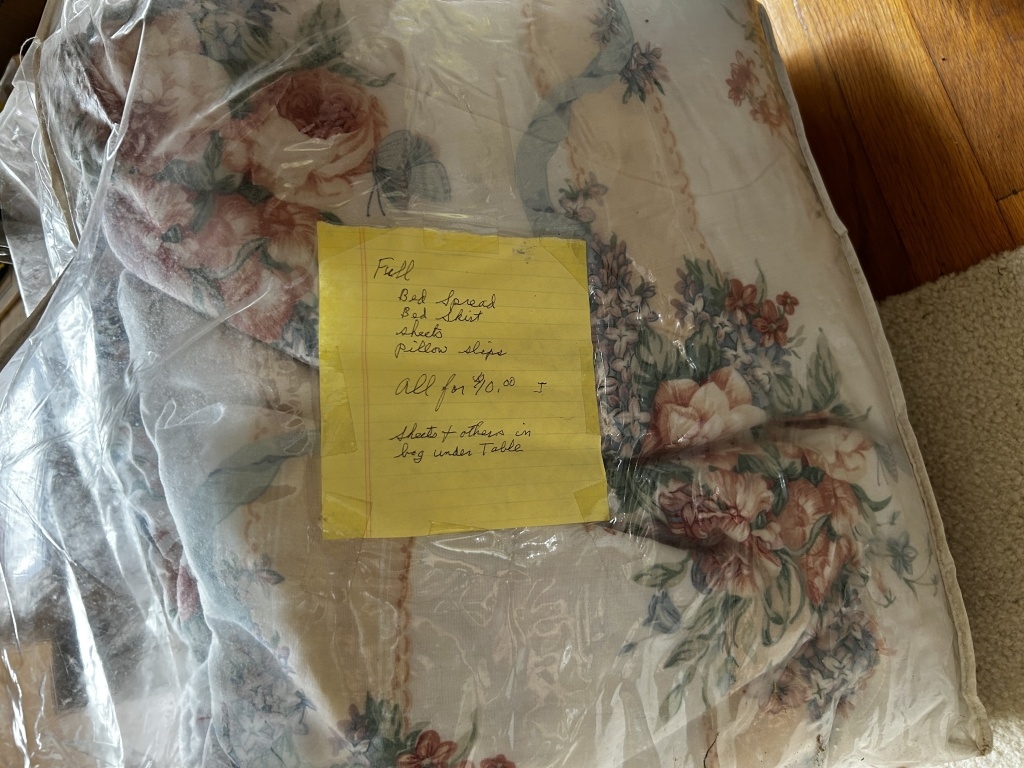 Full
Bed Spread
Bed Skirt
sheets
pillow slips
All for $10.00 J
Sheets + others in
bag under Table